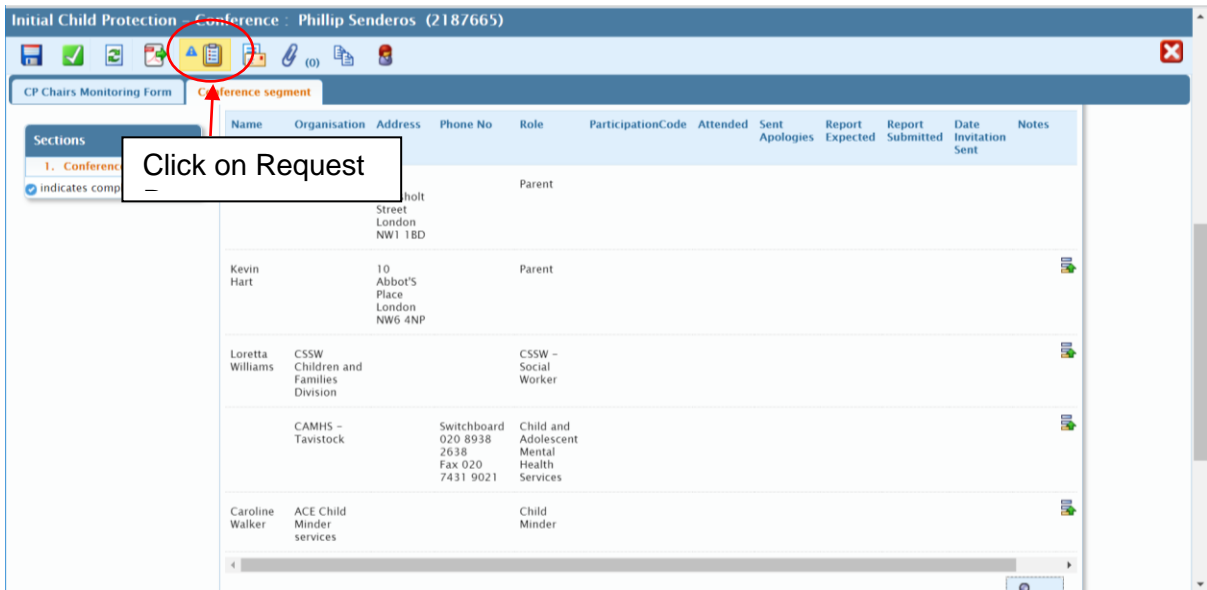 Initial Child Protection – Conference : Phillip Senderos (2187665)
(0)
CP Chairs Monitoring Form
Conference segment
Sections
1. Conference
indicates comp
Click on Request
Name Organisation Address Phone No Role ParticipationCode Attended Sent Apologies Report Expected Report Submitted Date Invitation Sent Notes
Parent
Street
London
NW1 1BD
Kevin
Hart
10
Abbot'S
Place
London
NW6 4NP
Parent
Loretta
Williams
CSSW
Children and
Families
Division
CSSW –
Social
Worker
CAMHS –
Tavistock
Switchboard
020 8938
2638
Fax 020
7431 9021
Child and
Adolescent
Mental
Health
Services
Caroline
Walker
ACE Child
Minder
services
Child
Minder